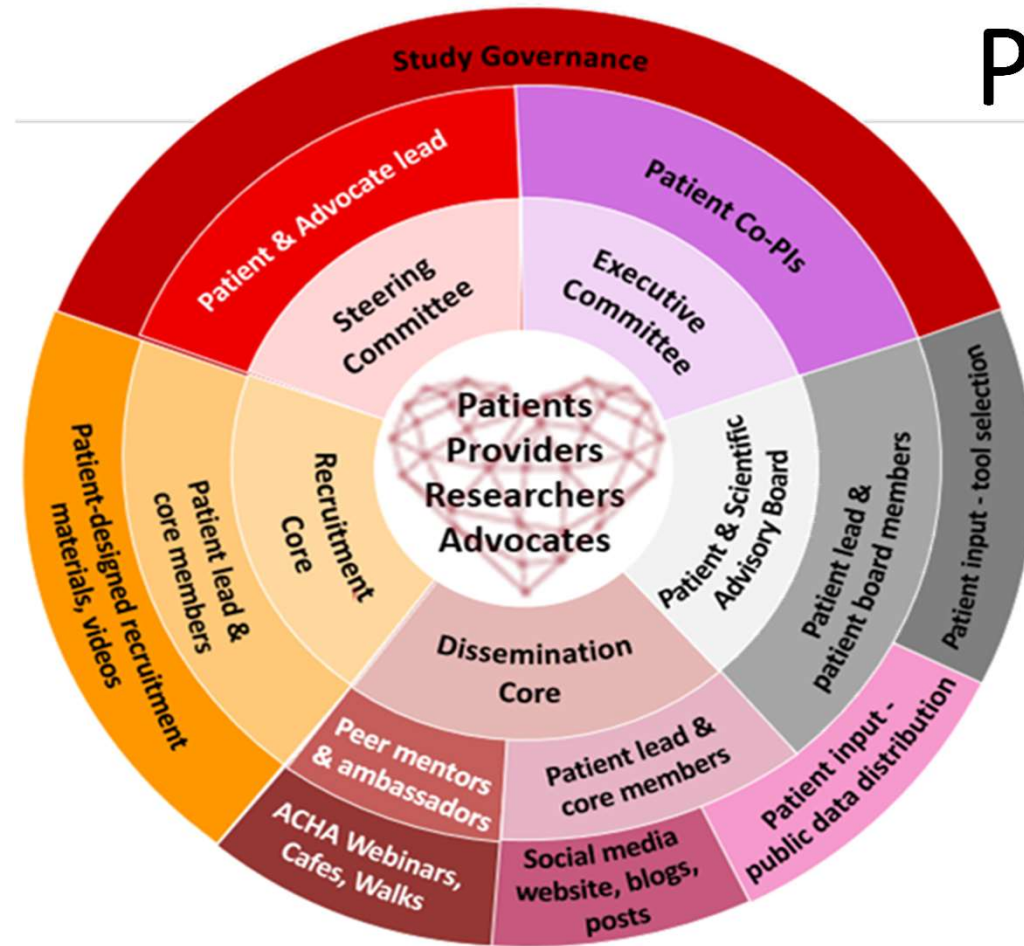 P
Study Governance
Patient & Advocate lead
Patient Co-PIs
Steering
Committee
Executive
Committee
Patients
Providers
Researchers
Advocates
Patient & Scientific
Advisory Board
Patient lead &
patient board members
Patient input - tool selection
Recruitment
Core
Patient lead &
core members
Patient-designed recruitment
materials, videos
Dissemination
Core
Peer mentors
& ambassadors
Patient lead &
core members
Patient input -
public data distribution
ACHA Webinars,
Cafes, Walks
Social media
website, blogs,
posts